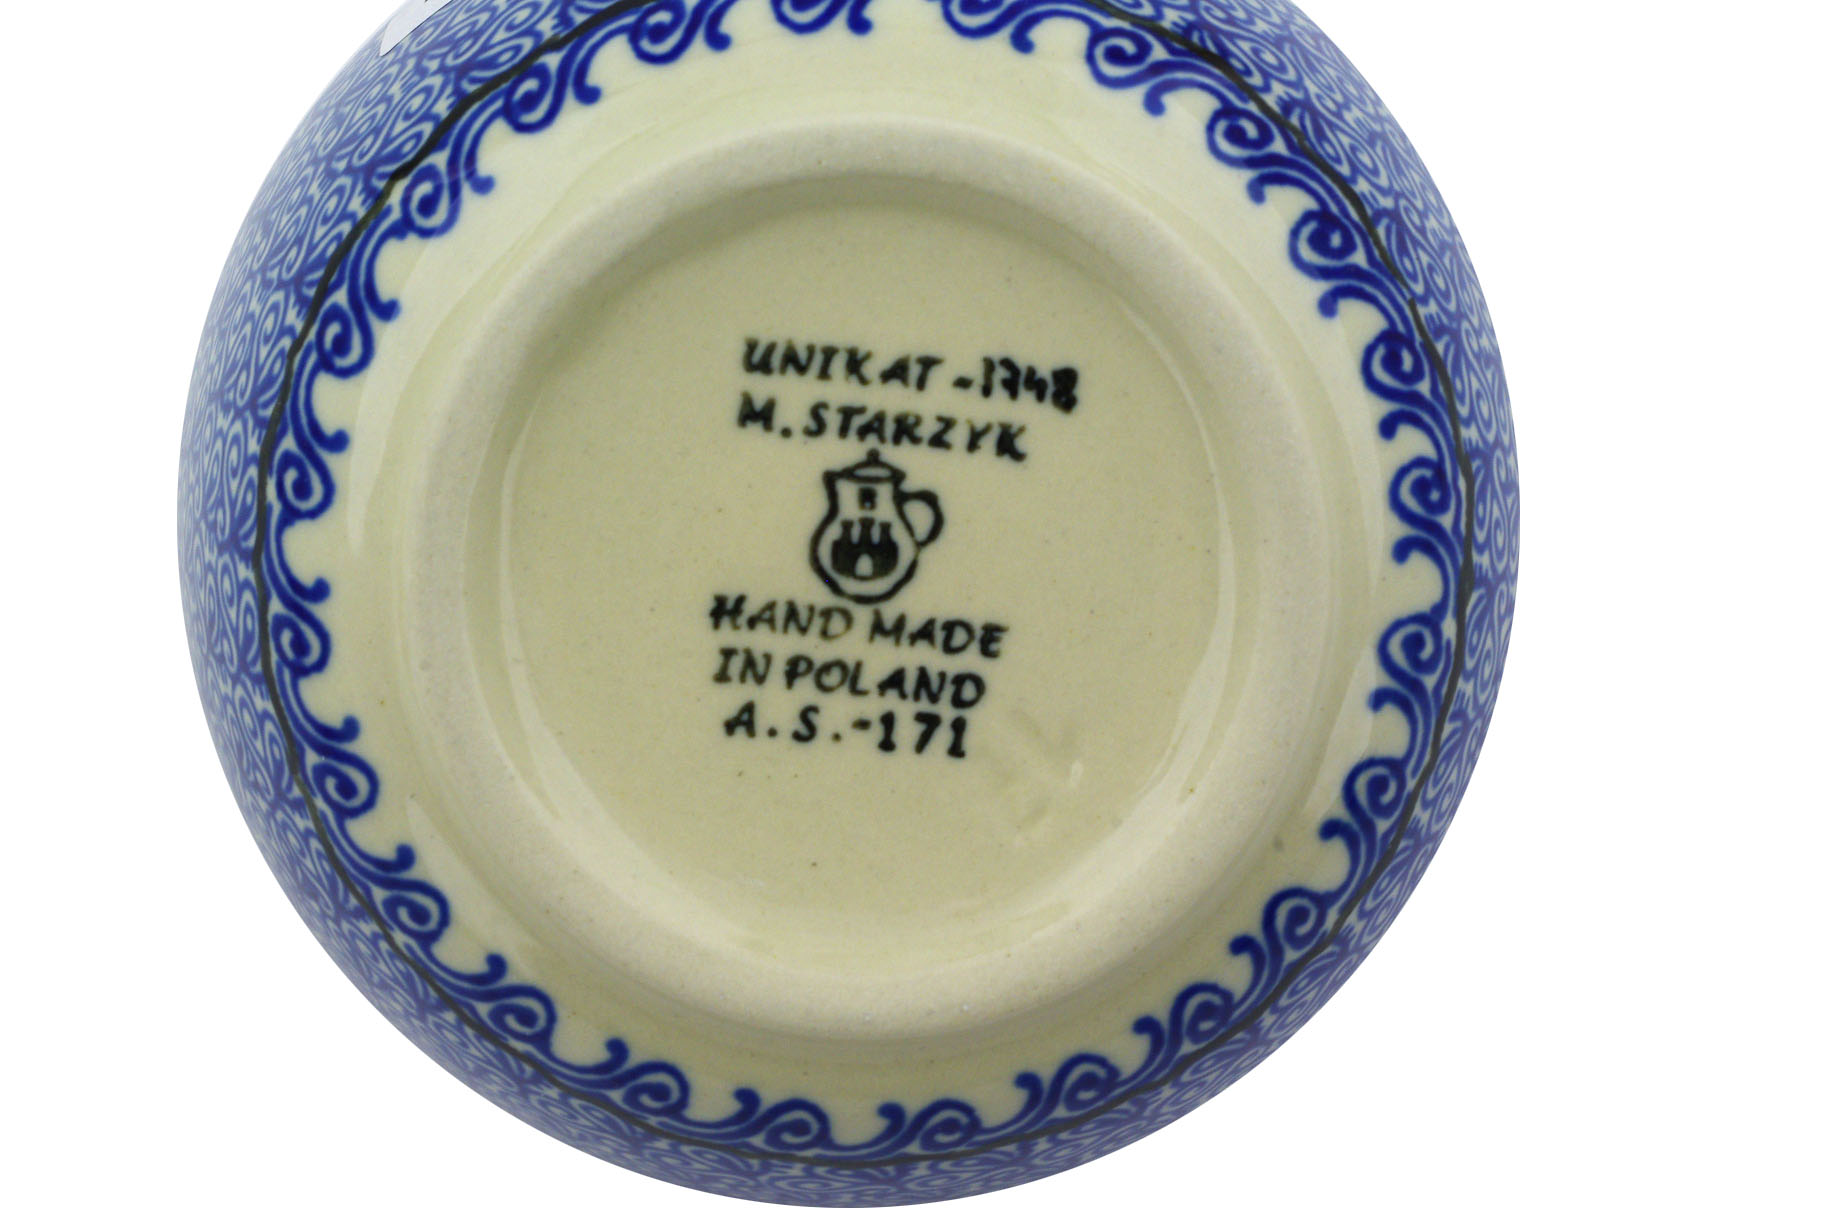 UNIKAT -1748
M. STARZYK
HAND MADE
IN POLAND
A.S.-171